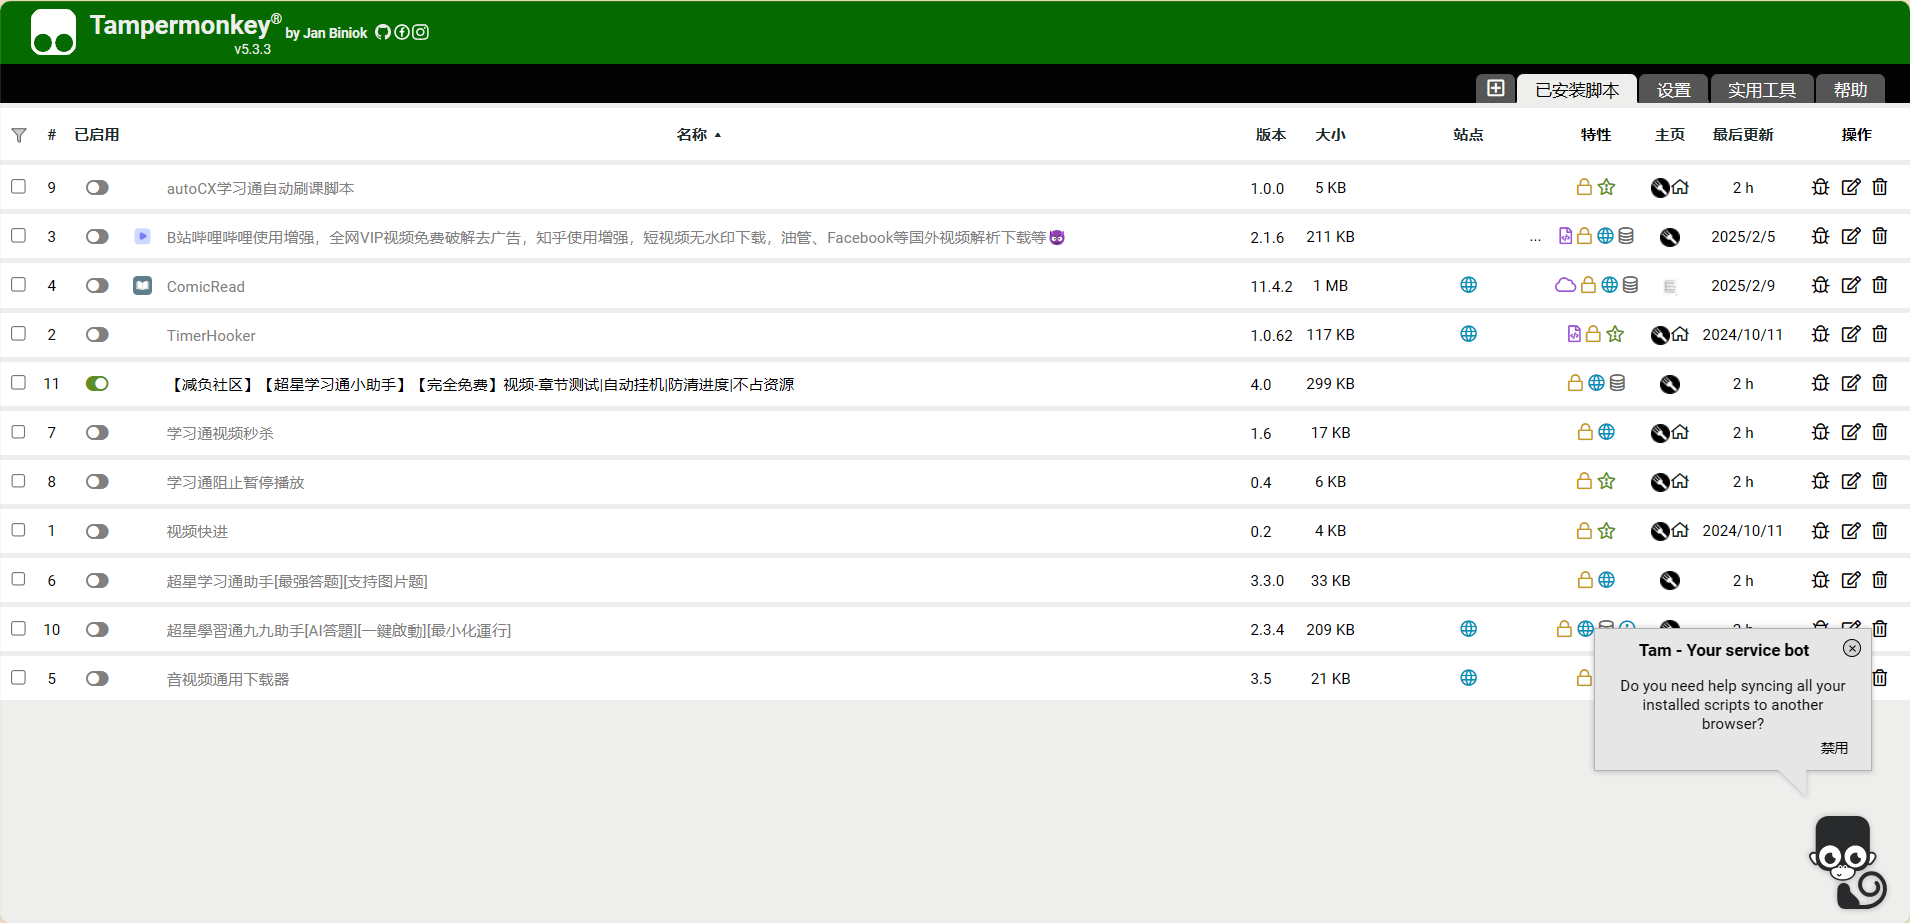 Tampermonkey® by Jan Biniok
v5.3.3
已安装脚本 设置 实用工具 帮助
# 已启用 名称 版本 大小 站点 特性 主页 最后更新 操作
9 autoCX学习通自动刷课脚本 1.0.0 5 KB 2 h
3 B站哔哩哔哩使用增强，全网VIP视频免费破解去广告，知乎使用增强，短视频无水印下载，油管、Facebook等国外视频解析下载等😈 2.1.6 211 KB ... 2025/2/5
4 ComicRead 11.4.2 1 MB 2025/2/9
2 TimerHooker 1.0.62 117 KB 2024/10/11
11 【减负社区】【超星学习通小助手】【完全免费】视频-章节测试|自动挂机|防清进度|不占资源 4.0 299 KB 2 h
7 学习通视频秒杀 1.6 17 KB 2 h
8 学习通阻止暂停播放 0.4 6 KB 2 h
1 视频快进 0.2 4 KB 2024/10/11
6 超星学习通助手[最强答题][支持图片题] 3.3.0 33 KB 2 h
10 超星學習通九九助手[AI答題][一鍵啟動][最小化運行] 2.3.4 209 KB
5 音视频通用下载器 3.5 21 KB
Tam - Your service bot
Do you need help syncing all your
installed scripts to another
browser?
禁用